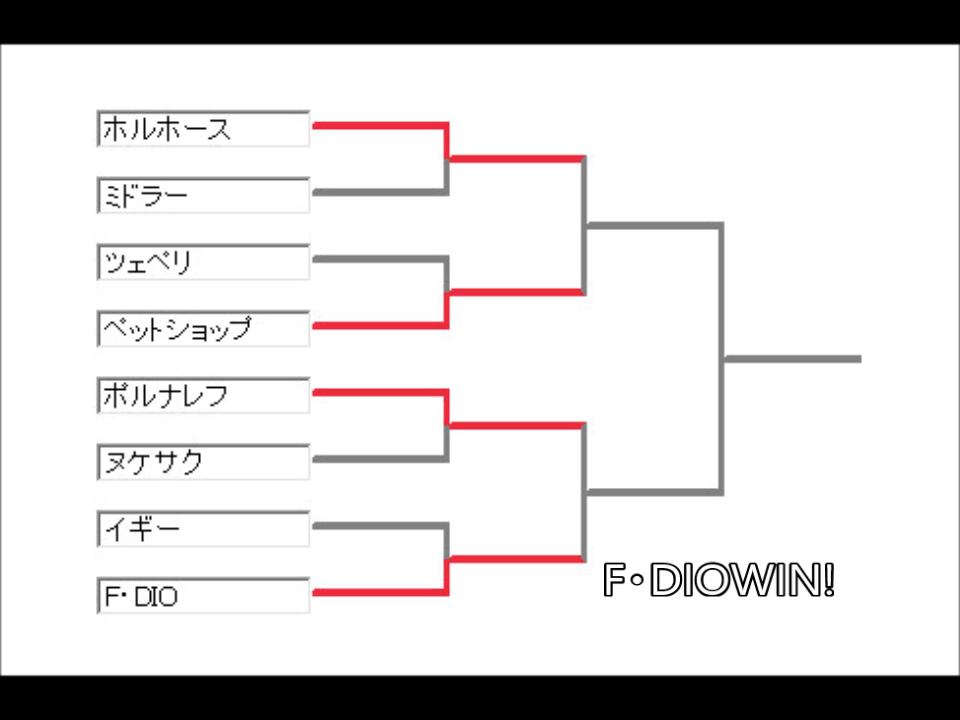 ホルホース
ミドラー
ツェペリ
ペットショップ
ポルナレフ
ヌケサク
イギー
F・DIO
F・DIOWIN!